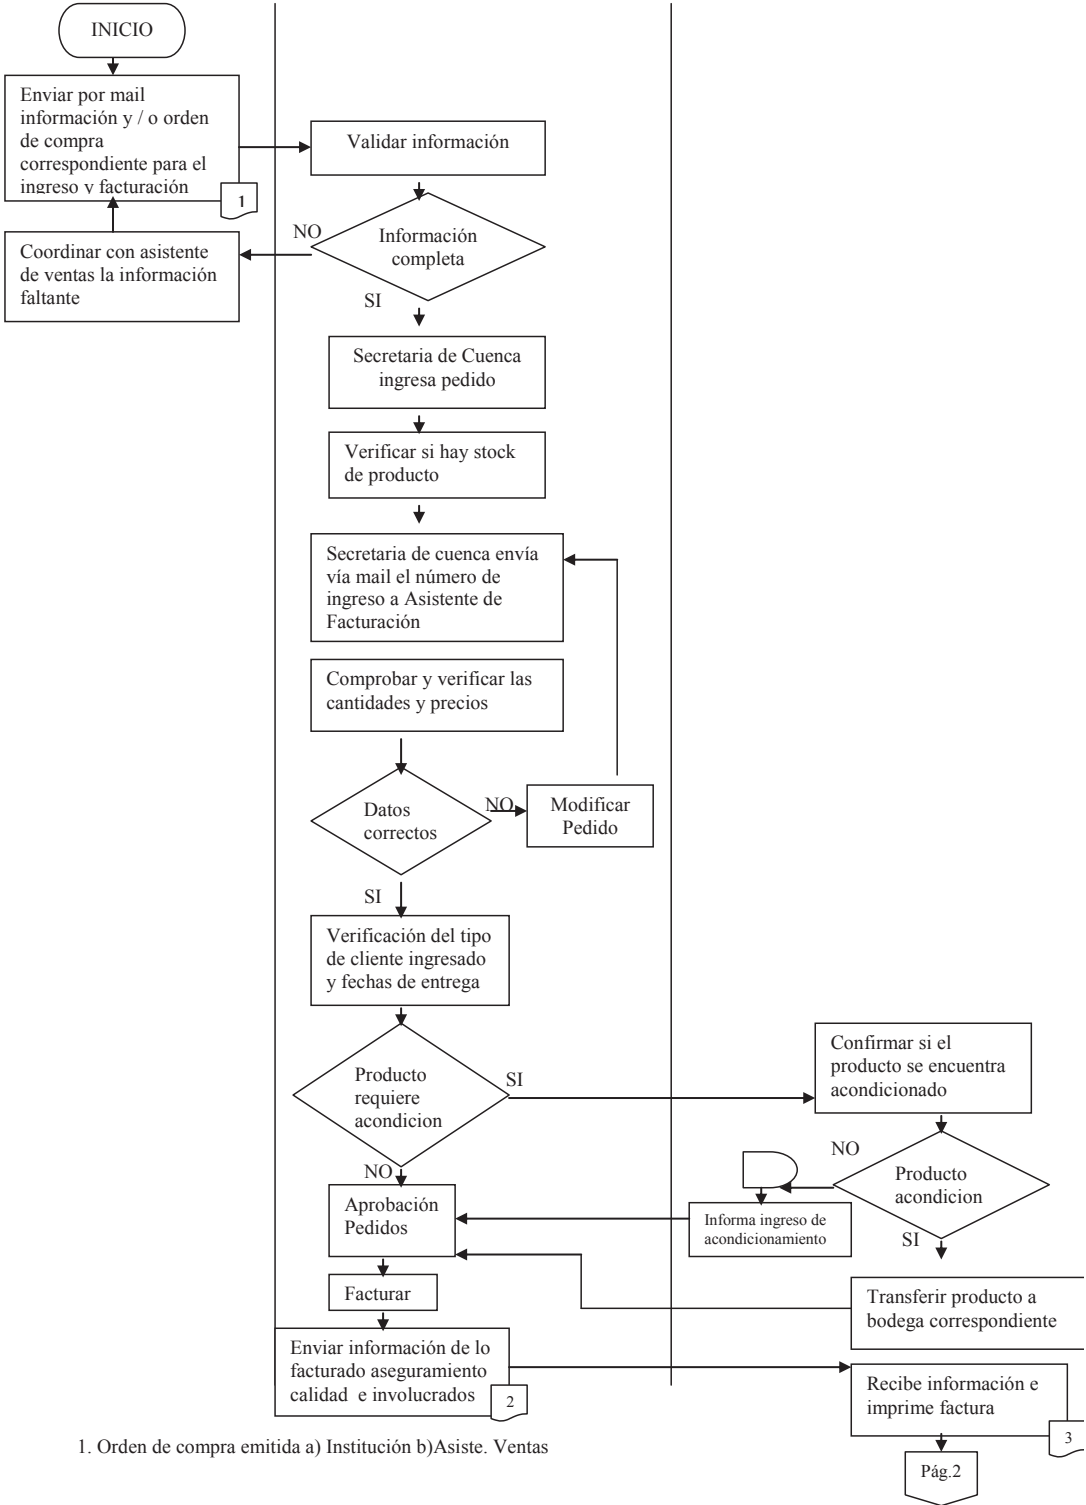 INICIO
Enviar por mail
información y / o orden
de compra
correspondiente para el
ingreso y facturación
1
Validar información
NO
Información
completa
Coordinar con asistente
de ventas la información
faltante
SI
Secretaria de Cuenca
ingresa pedido
Verificar si hay stock
de producto
Secretaria de cuenca envía
vía mail el número de
ingreso a Asistente de
Facturación
Comprobar y verificar las
cantidades y precios
Datos
correctos
NO
Modificar
Pedido
SI
Verificación del tipo
de cliente ingresado
y fechas de entrega
Producto
requiere
acondicion
SI
Confirmar si el
producto se encuentra
acondicionado
NO
Producto
acondicion
SI
NO
Aprobación
Pedidos
Informa ingreso de
acondicionamiento
Facturar
Transferir producto a
bodega correspondiente
Enviar información de lo
facturado aseguramiento
calidad e involucrados
2
Recibe información e
imprime factura
3
1. Orden de compra emitida a) Institución b)Asiste. Ventas
Pág.2